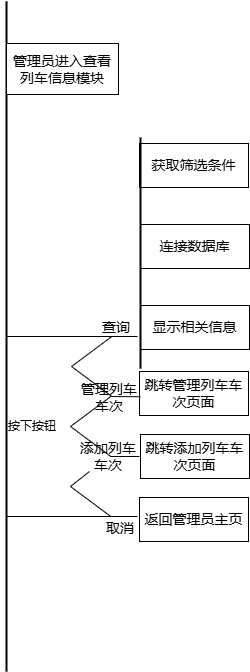 管理员进入查看
列车信息模块
获取筛选条件
连接数据库
显示相关信息
查询
管理列车
车次
跳转管理列车车
次页面
按下按钮
添加列车
车次
跳转添加列车车
次页面
返回管理员主页
取消